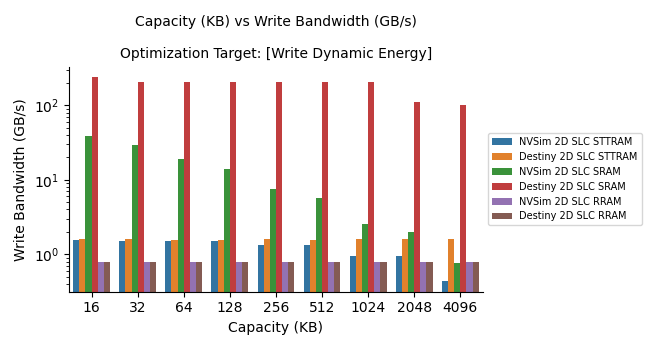 Capacity (KB) vs Write Bandwidth (GB/s)
Optimization Target: [Write Dynamic Energy]
Write Bandwidth (GB/s)
10²
10¹
10⁰
16 32 64 128 256 512 1024 2048 4096
Capacity (KB)
NVSim 2D SLC STTRAM
Destiny 2D SLC STTRAM
NVSim 2D SLC SRAM
Destiny 2D SLC SRAM
NVSim 2D SLC RRAM
Destiny 2D SLC RRAM